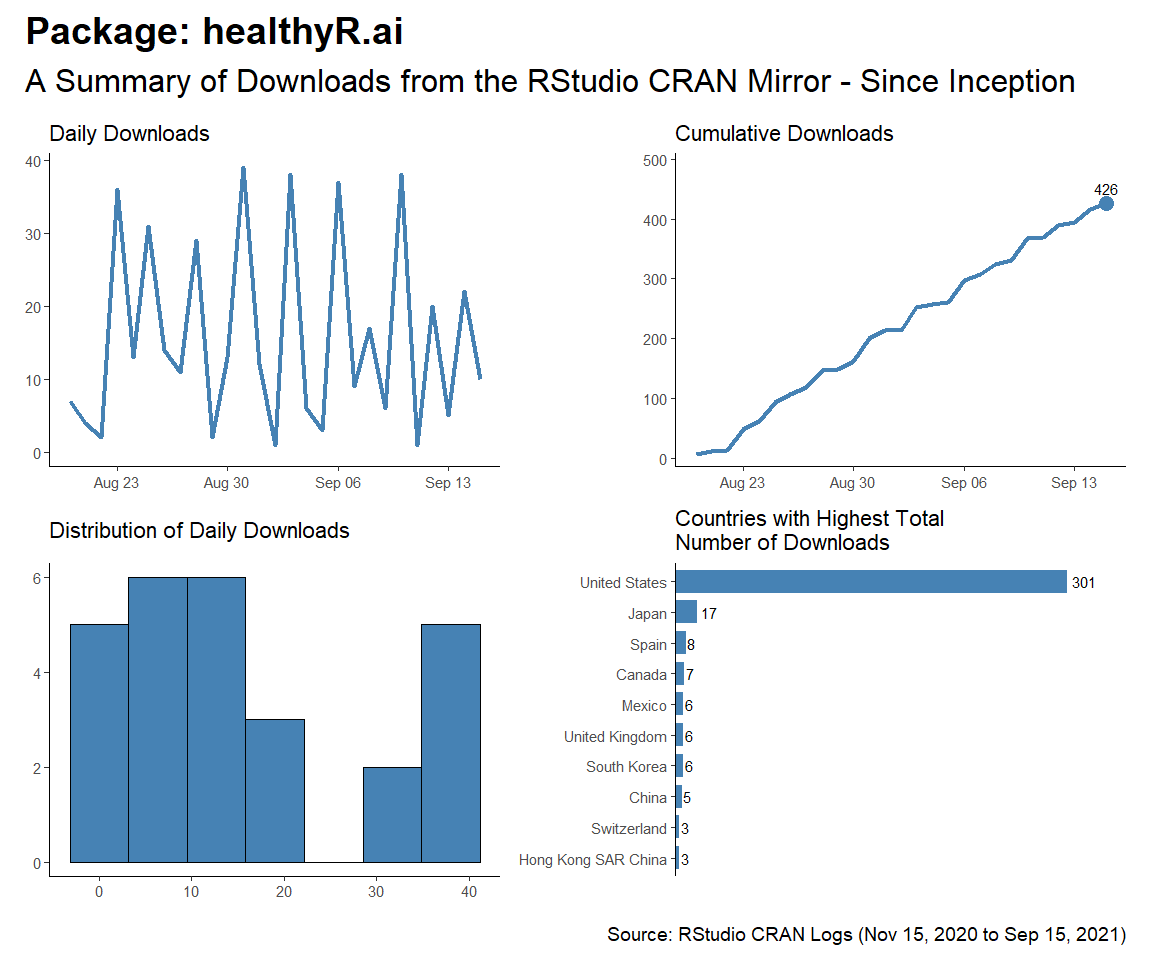 Package: healthyR.ai
A Summary of Downloads from the RStudio CRAN Mirror - Since Inception
Daily Downloads
40
30
20
10
0
Aug 23 Aug 30 Sep 06 Sep 13
Cumulative Downloads
500
400
300
200
100
0
426
Aug 23 Aug 30 Sep 06 Sep 13
Distribution of Daily Downloads
6
4
2
0
0 10 20 30 40
Countries with Highest Total
Number of Downloads
United States 301
Japan 17
Spain 8
Canada 7
Mexico 6
United Kingdom 6
South Korea 6
China 5
Switzerland 3
Hong Kong SAR China 3
Source: RStudio CRAN Logs (Nov 15, 2020 to Sep 15, 2021)